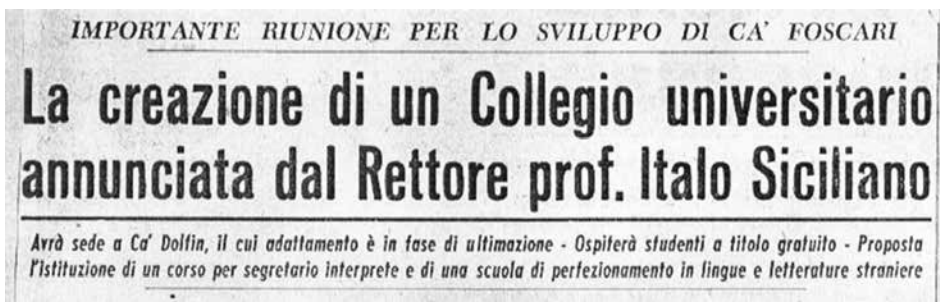 IMPORTANTE RIUNIONE PER LO SVILUPPO DI CA' FOSCARI
La creazione di un Collegio universitario
annunciata dal Rettore prof. Italo Siciliano
Avrà sede a Ca' Dolfin, il cui adattamento è in fase di ultimazione - Ospiterà studenti a titolo gratuito - Proposta
l'Istituzione di un corso per segretario interprete e di una scuola di perfezionamento in lingue e letterature straniere